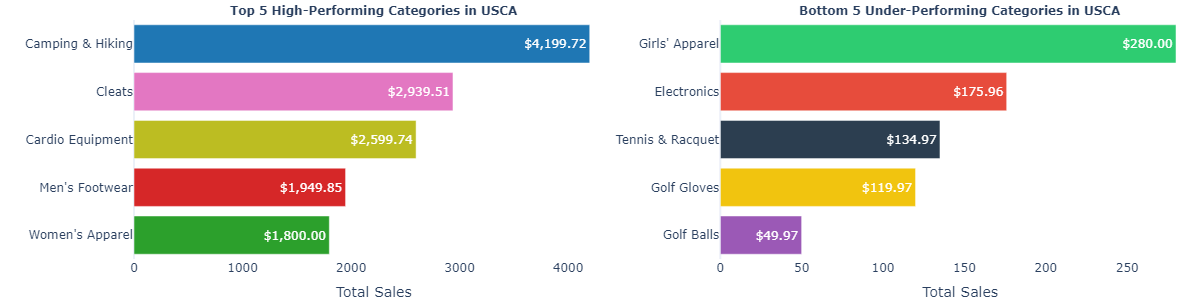 Top 5 High-Performing Categories in USCA
Camping & Hiking
$4,199.72
Cleats
$2,939.51
Cardio Equipment
$2,599.74
Men's Footwear
$1,949.85
Women's Apparel
$1,800.00
0 1000 2000 3000 4000
Total Sales
Bottom 5 Under-Performing Categories in USCA
Girls' Apparel
$280.00
Electronics
$175.96
Tennis & Racquet
$134.97
Golf Gloves
$119.97
Golf Balls
$49.97
0 50 100 150 200 250
Total Sales